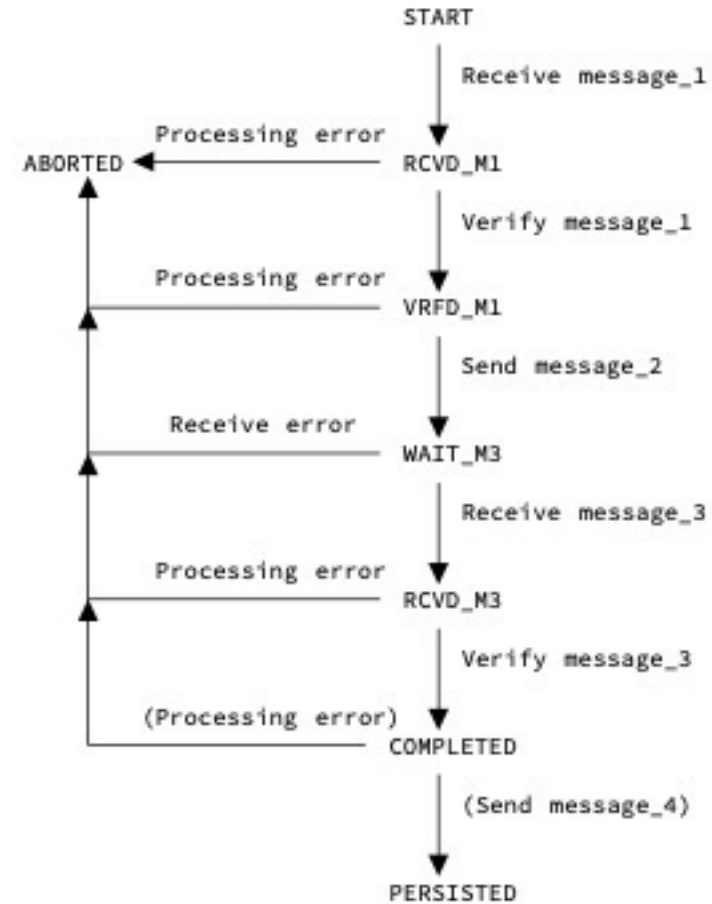 START
Receive message_1
Processing error
ABORTED
RCVD_M1
Verify message_1
Processing error
VRFD_M1
Send message_2
Receive error
WAIT_M3
Receive message_3
Processing error
RCVD_M3
Verify message_3
(Processing error)
COMPLETED
(Send message_4)
PERSISTED